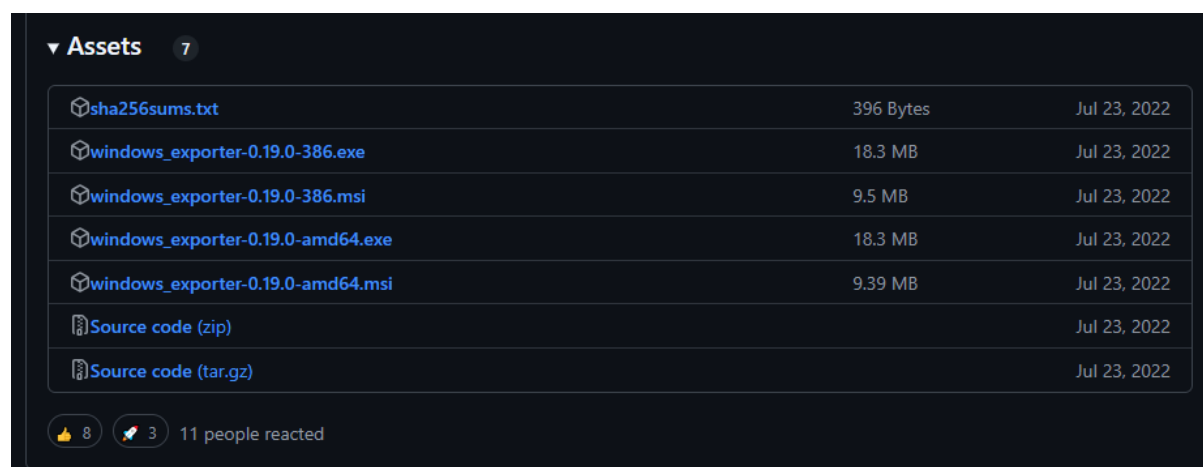 Assets 7
sha256sums.txt 396 Bytes Jul 23, 2022
windows_exporter-0.19.0-386.exe 18.3 MB Jul 23, 2022
windows_exporter-0.19.0-386.msi 9.5 MB Jul 23, 2022
windows_exporter-0.19.0-amd64.exe 18.3 MB Jul 23, 2022
windows_exporter-0.19.0-amd64.msi 9.39 MB Jul 23, 2022
Source code (zip) Jul 23, 2022
Source code (tar.gz) Jul 23, 2022
8 3 11 people reacted